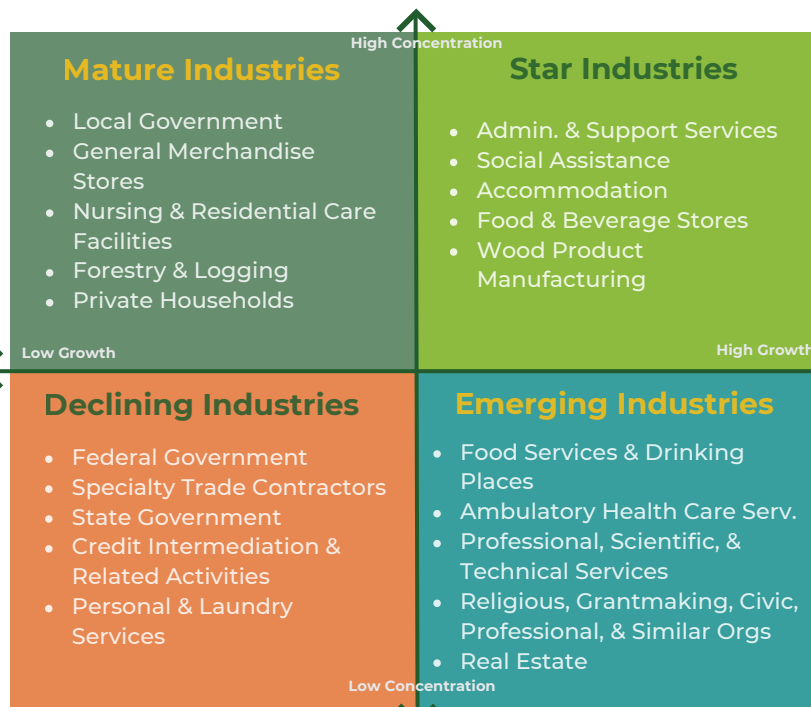 High Concentration
Mature Industries
• Local Government
• General Merchandise
Stores
• Nursing & Residential Care
Facilities
• Forestry & Logging
• Private Households
Star Industries
• Admin. & Support Services
• Social Assistance
• Accommodation
• Food & Beverage Stores
• Wood Product
Manufacturing
Low Growth
High Growth
Declining Industries
• Federal Government
• Specialty Trade Contractors
• State Government
• Credit Intermediation &
Related Activities
• Personal & Laundry
Services
Emerging Industries
• Food Services & Drinking
Places
• Ambulatory Health Care Serv.
• Professional, Scientific, &
Technical Services
• Religious, Grantmaking, Civic,
Professional, & Similar Orgs
• Real Estate
Low Concentration